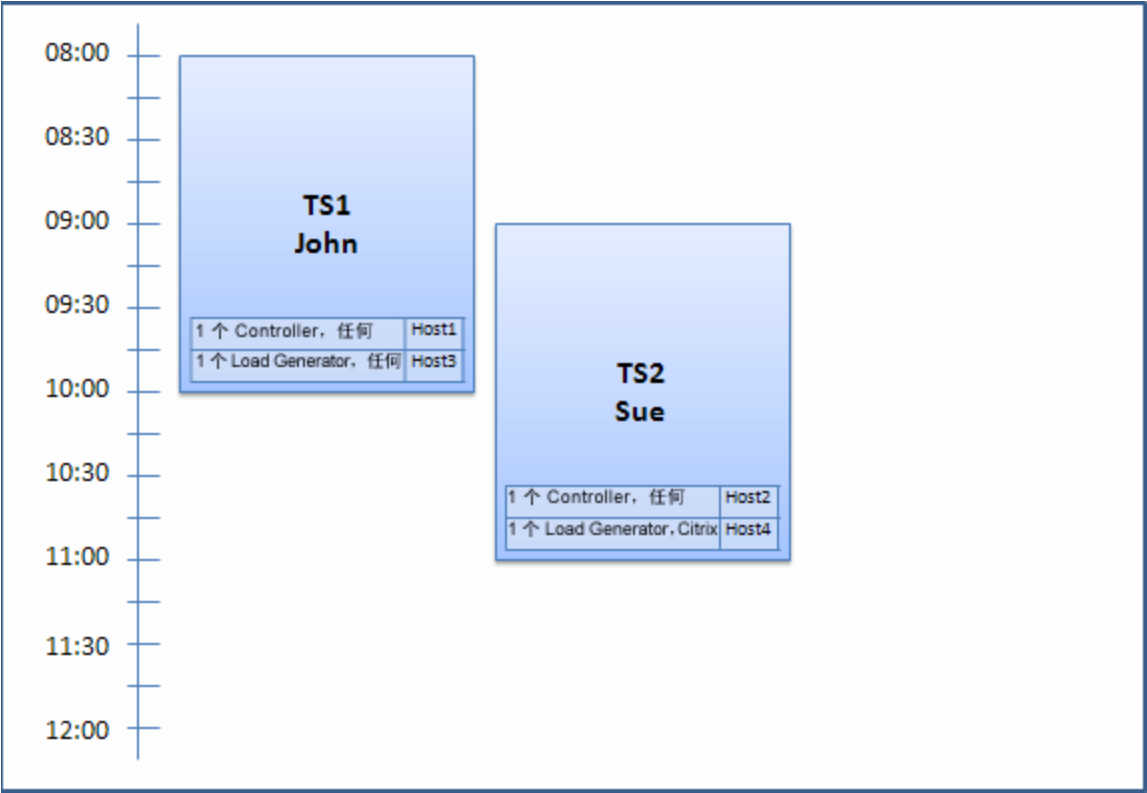 08:00
08:30
09:00
09:30
10:00
10:30
11:00
11:30
12:00
TS1
John
1 个 Controller，任何 Host1
1 个 Load Generator，任何 Host3
TS2
Sue
1 个 Controller，任何 Host2
1 个 Load Generator，Citrix Host4